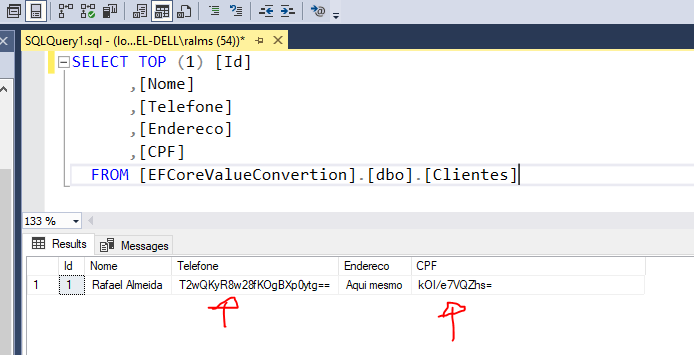 SQLQuery1.sql - (lo...EL-DELL\ralms (54))*
SELECT TOP (1) [Id]
,[Nome]
,[Telefone]
,[Endereco]
,[CPF]
FROM [EFCoreValueConvertion].[dbo].[Clientes]
133 %
Results Messages
Id Nome Telefone Endereco CPF
1 1 Rafael Almeida T2wQKyR8w28fKOgBXp0ytg== Aqui mesmo kOI/e7VQZhs=